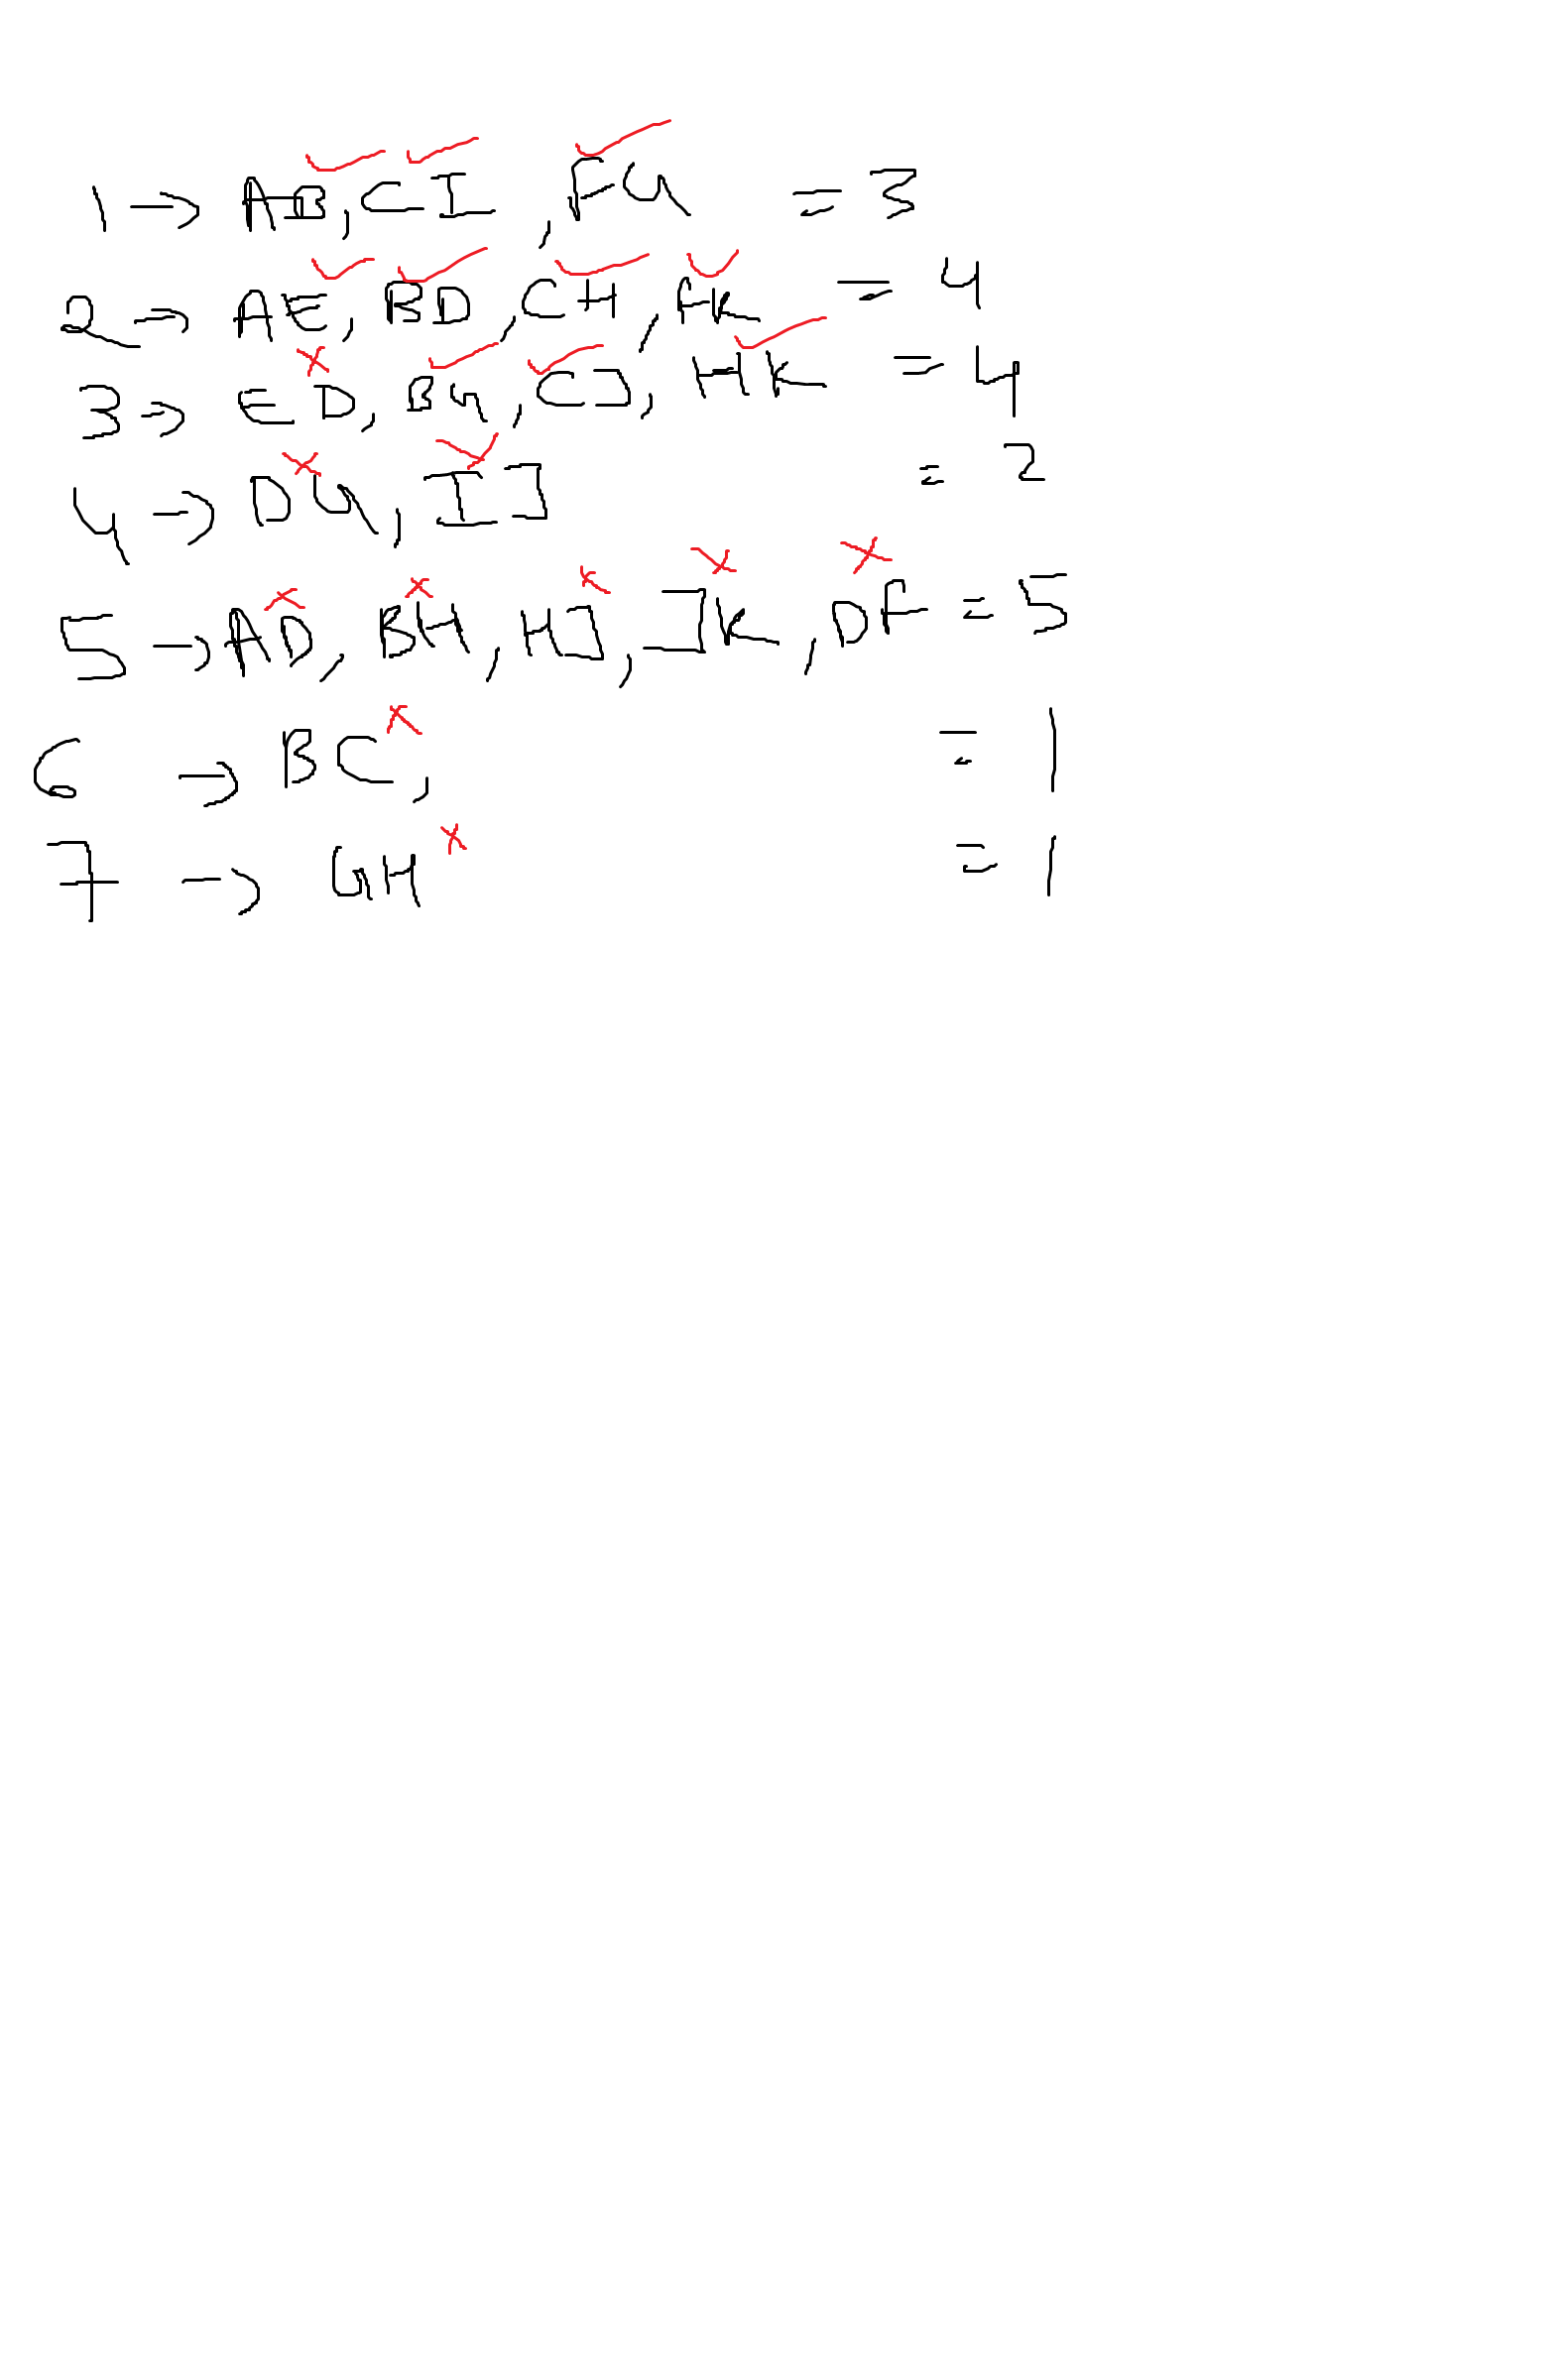 1 → AB, CI, FG = 3
2 → AE, BD, CH, FK = 4
3 → ED, BG, CJ, HK = 4
4 → DG, IJ = 2
5 → AD, BH, HJ, JK, DF = 5
6 → BC, = 1
7 → GH = 1